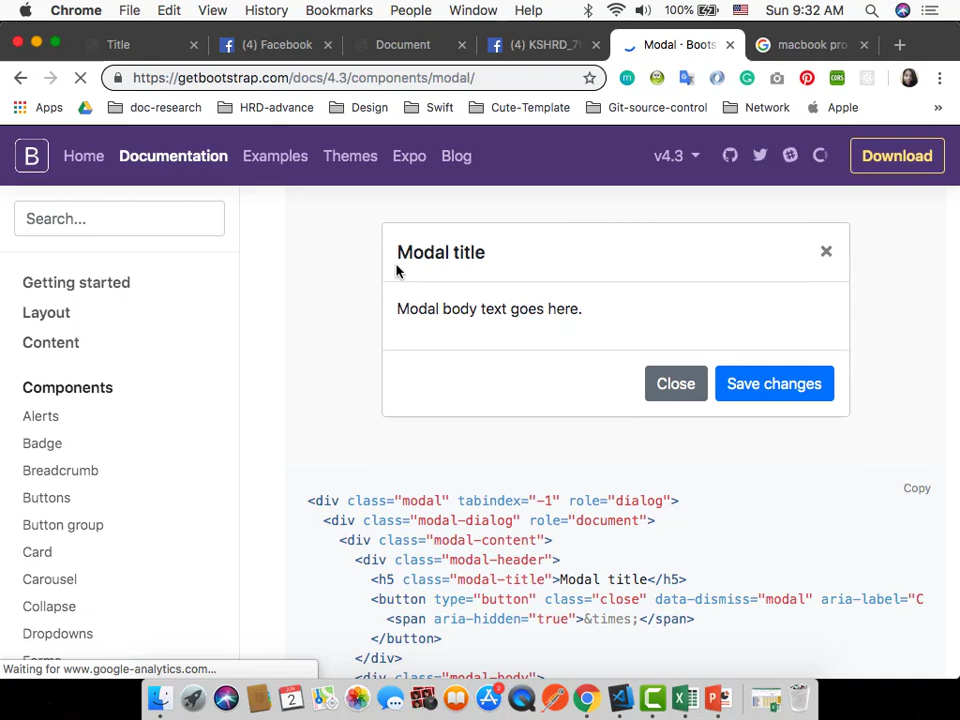 Chrome File Edit View History Bookmarks People Window Help 100% Sun 9:32 AM
Title (4) Facebook Document (4) KSHRD_7t Modal · Boots macbook pro
https://getbootstrap.com/docs/4.3/components/modal/
Apps doc-research HRD-advance Design Swift Cute-Template Git-source-control Network Apple »
B Home Documentation Examples Themes Expo Blog v4.3 Download
Search...
Getting started
Layout
Content
Components
Alerts
Badge
Breadcrumb
Buttons
Button group
Card
Carousel
Collapse
Dropdowns
Forms
Modal title ×
Modal body text goes here.
Close Save changes
Copy
<div class="modal" tabindex="-1" role="dialog">
<div class="modal-dialog" role="document">
<div class="modal-content">
<div class="modal-header">
<h5 class="modal-title">Modal title</h5>
<button type="button" class="close" data-dismiss="modal" aria-label="C
<span aria-hidden="true">&times;</span>
</button>
</div>
<div class="modal-body">
Waiting for www.google-analytics.com...